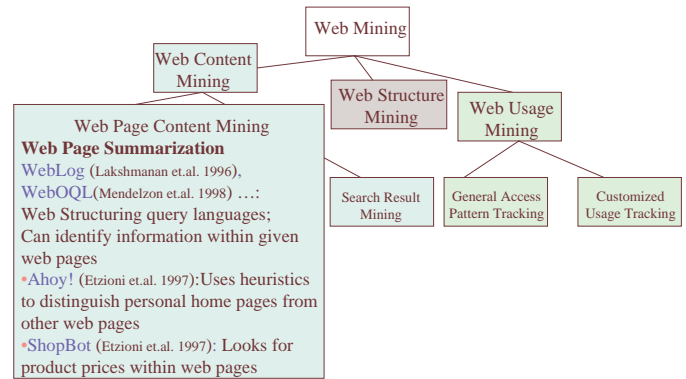 Web Mining
Web Content
Mining
Web Structure
Mining
Web Usage
Mining
Web Page Content Mining
Web Page Summarization
WebLog (Lakshmanan et.al. 1996),
WebOQL(Mendelzon et.al. 1998) …:
Web Structuring query languages;
Can identify information within given
web pages
•Ahoy! (Etzioni et.al. 1997):Uses heuristics
to distinguish personal home pages from
other web pages
•ShopBot (Etzioni et.al. 1997): Looks for
product prices within web pages
Search Result
Mining
General Access
Pattern Tracking
Customized
Usage Tracking